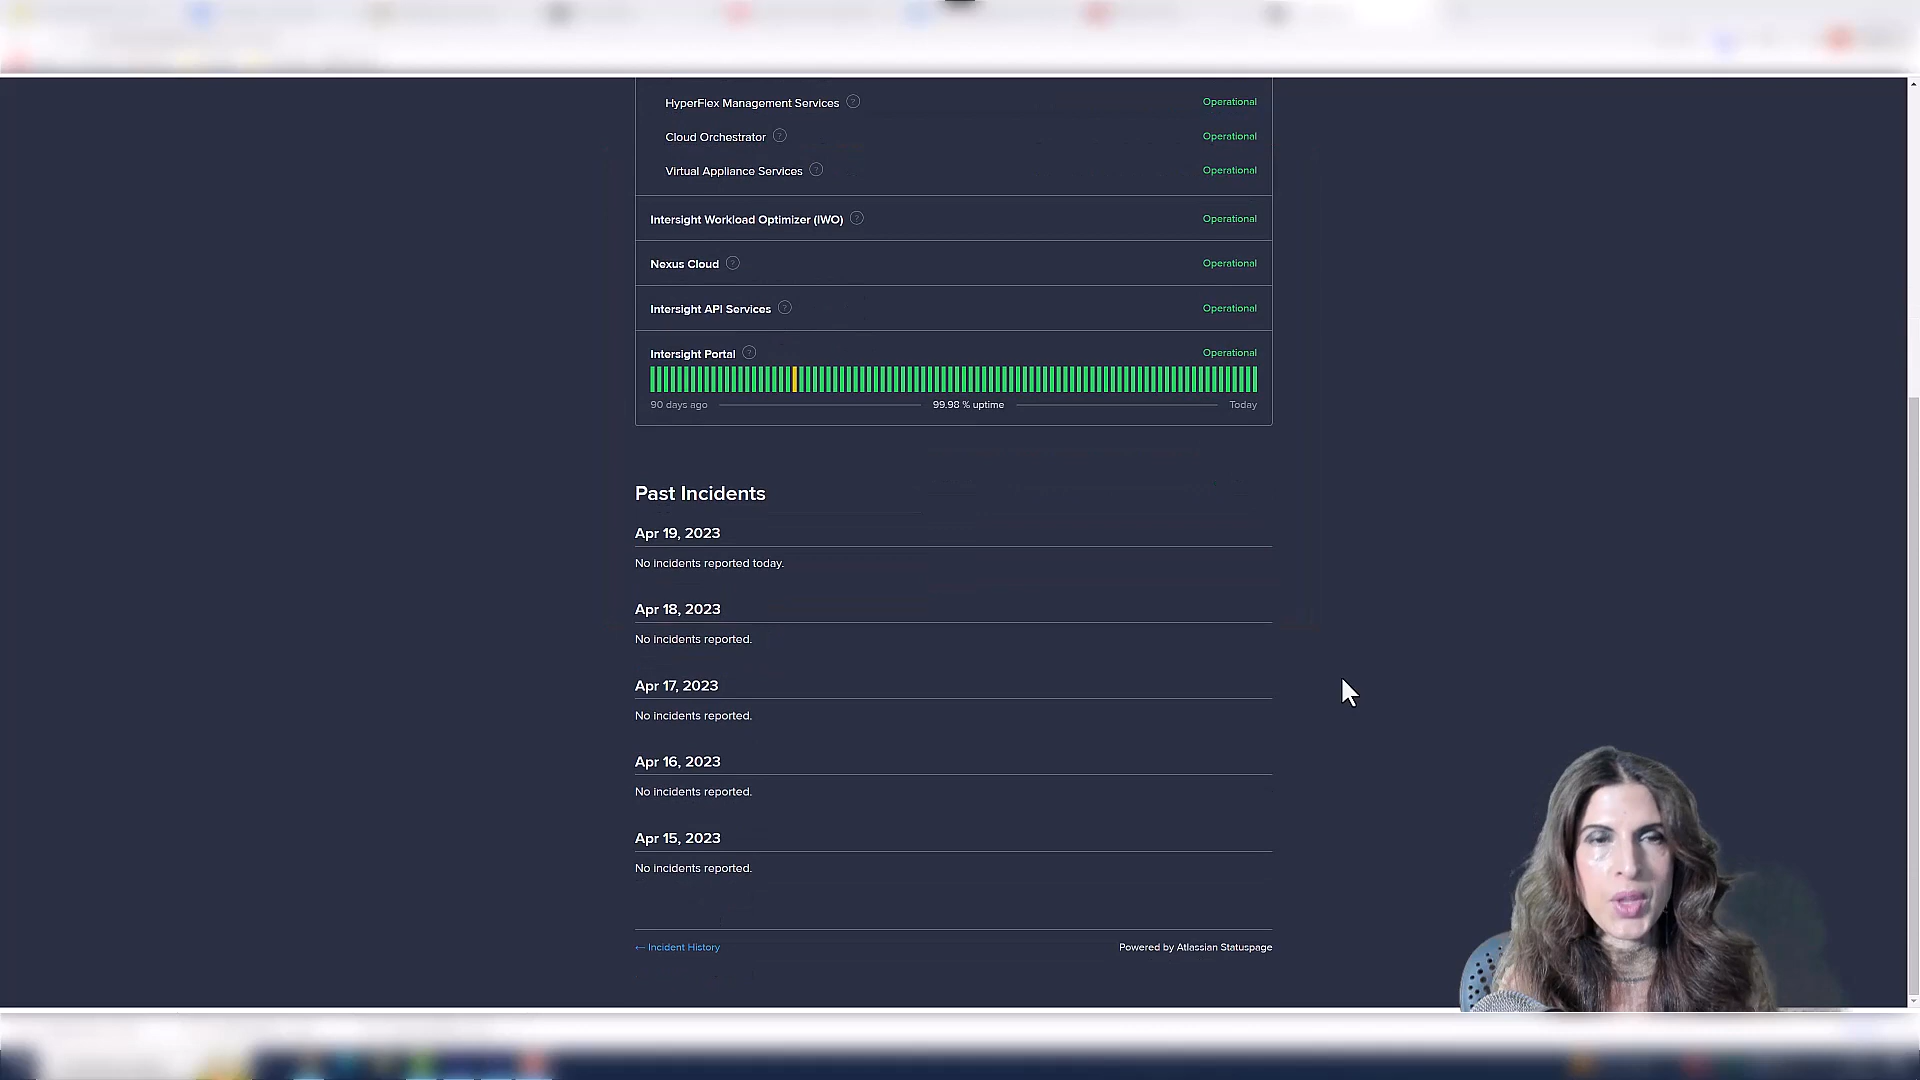 HyperFlex Management Services ? Operational
Cloud Orchestrator ? Operational
Virtual Appliance Services ? Operational
Intersight Workload Optimizer (IWO) ? Operational
Nexus Cloud ? Operational
Intersight API Services ? Operational
Intersight Portal ? Operational
90 days ago 99.98 % uptime Today
Past Incidents
Apr 19, 2023
No incidents reported today.
Apr 18, 2023
No incidents reported.
Apr 17, 2023
No incidents reported.
Apr 16, 2023
No incidents reported.
Apr 15, 2023
No incidents reported.
← Incident History Powered by Atlassian Statuspage